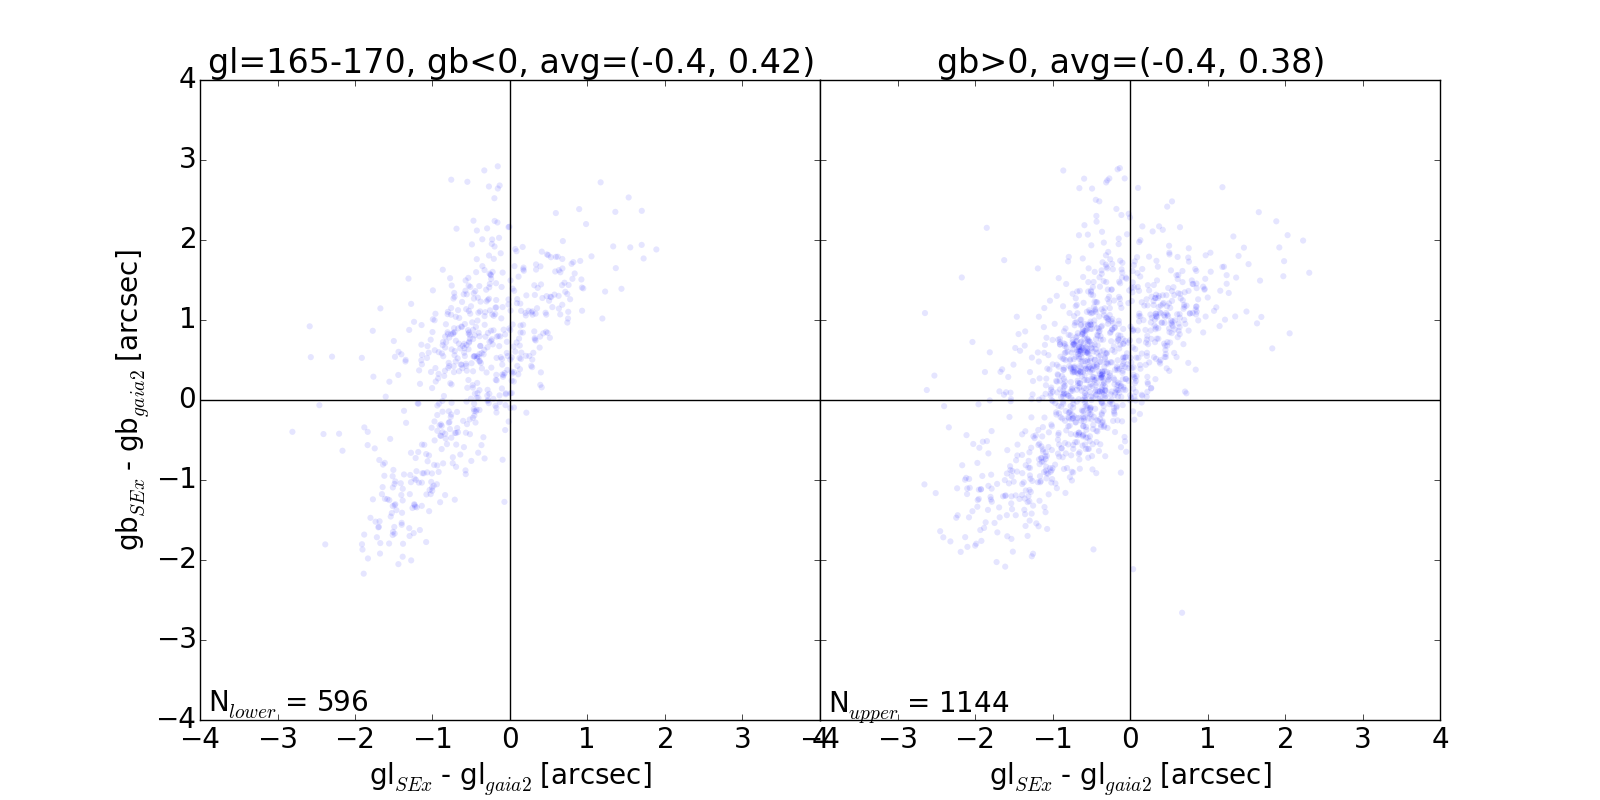 gl=165-170, gb<0, avg=(-0.4, 0.42)
gb>0, avg=(-0.4, 0.38)
4
3
2
1
0
−1
−2
−3
−4
gb_SEx - gb_gaia2 [arcsec]
N_lower = 596
N_upper = 1144
−4 −3 −2 −1 0 1 2 3 4
−4 −3 −2 −1 0 1 2 3 4
gl_SEx - gl_gaia2 [arcsec]
gl_SEx - gl_gaia2 [arcsec]